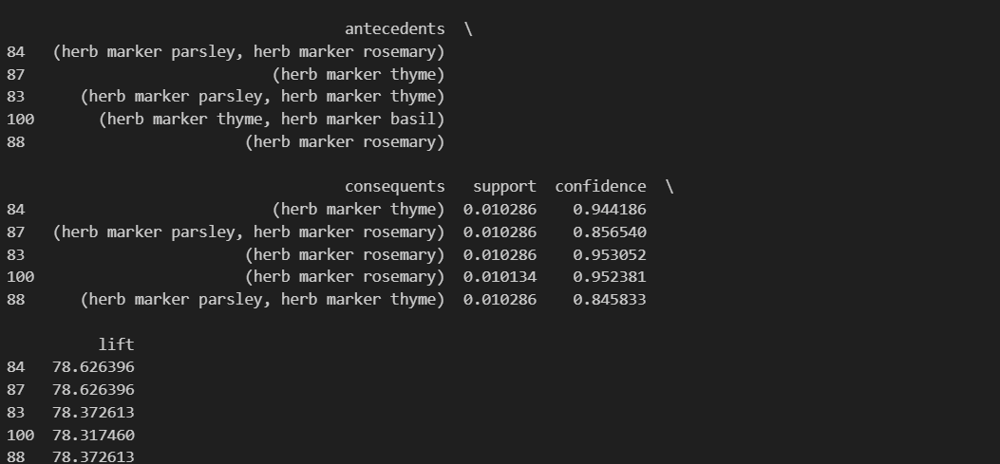 antecedents \
84 (herb marker parsley, herb marker rosemary)
87 (herb marker thyme)
83 (herb marker parsley, herb marker thyme)
100 (herb marker thyme, herb marker basil)
88 (herb marker rosemary)
consequents support confidence \
84 (herb marker thyme) 0.010286 0.944186
87 (herb marker parsley, herb marker rosemary) 0.010286 0.856540
83 (herb marker rosemary) 0.010286 0.953052
100 (herb marker rosemary) 0.010134 0.952381
88 (herb marker parsley, herb marker thyme) 0.010286 0.845833
lift
84 78.626396
87 78.626396
83 78.372613
100 78.317460
88 78.372613